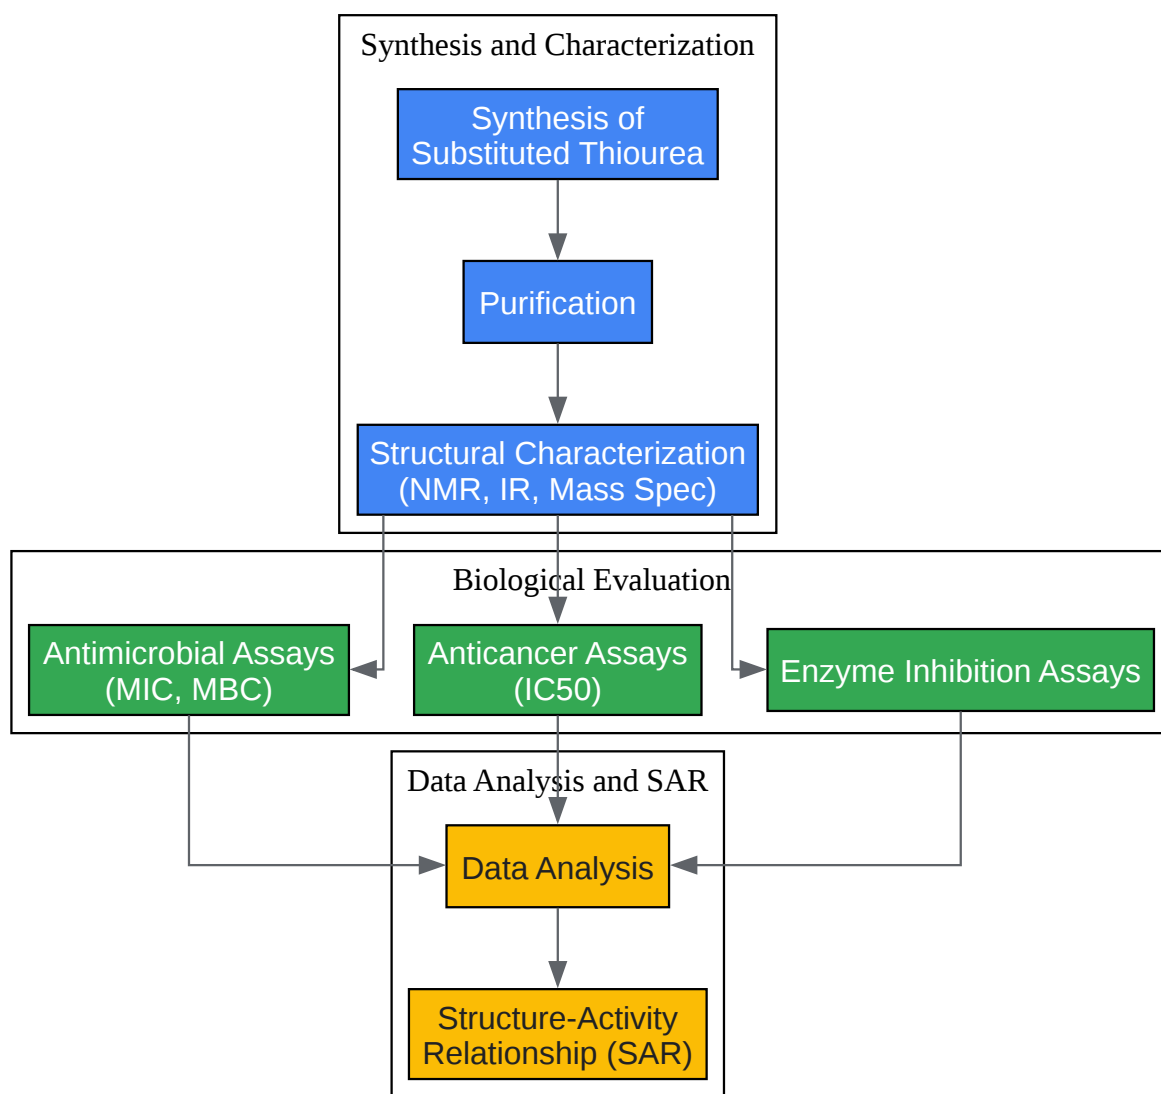 Synthesis and Characterization
Synthesis of
Substituted Thiourea
Purification
Structural Characterization
(NMR, IR, Mass Spec)
Biological Evaluation
Antimicrobial Assays
(MIC, MBC)
Anticancer Assays
(IC50)
Enzyme Inhibition Assays
Data Analysis and SAR
Data Analysis
Structure-Activity
Relationship (SAR)